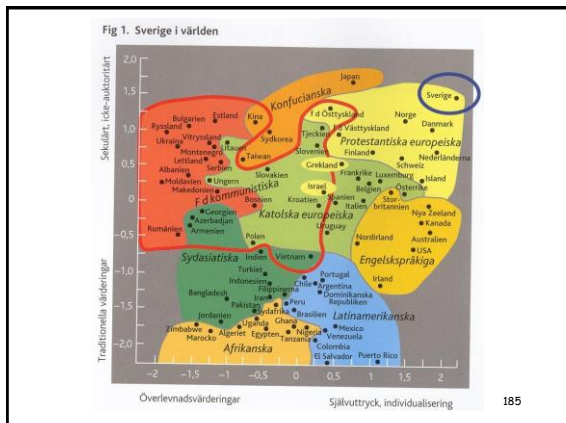 Fig 1. Sverige i världen
Sekulärt, icke-auktoritärt
Traditionella värderingar
2,0
1,5
1,0
0,5
0
-0,5
-1,0
-1,5
-2,0
Konfucianska
Japan
Sverige
Bulgarien
Estland
Kina
f d Östtyskland
Norge
Ryssland
Danmark
Ukraina
Vitryssland
Sydkorea
Tjeckien
f d Västtyskland
Protestantiska europeiska
Montenegro
Litauen
Slovenien
Finland
Nederländerna
Lettland
Serbien
Taiwan
Grekland
Schweiz
Albanien
Slovakien
Frankrike
Luxemburg
Island
Moldavien
Ungern
Israel
Belgien
Österrike
Makedonien
F d kommunistiska
Spanien
Stor-
britannien
Bosnien
Kroatien
Italien
Nya Zeeland
Georgien
Katolska europeiska
Kanada
Azerbadjan
Uruguay
Australien
Rumänien
Armenien
Polen
Nordirland
USA
Indien
Vietnam
Engelskspråkiga
Sydasiatiska
Turkiet
Chile
Portugal
Irland
Indonesien
Argentina
Filippinerna
Dominikanska
Republiken
Bangladesh
Iran
Peru
Pakistan
Sydafrika
Brasilien
Latinamerikanska
Jordanien
Ghana
Zimbabwe
Uganda
Nigeria
Mexico
Marocko
Algeriet
Egypten
Tanzania
Venezuela
Afrikanska
Colombia
El Salvador
Puerto Rico
-2
-1,5
-1
-0,5
0
0,5
1
1,5
2
Överlevnadsvärderingar
Självuttryck, individualisering
185